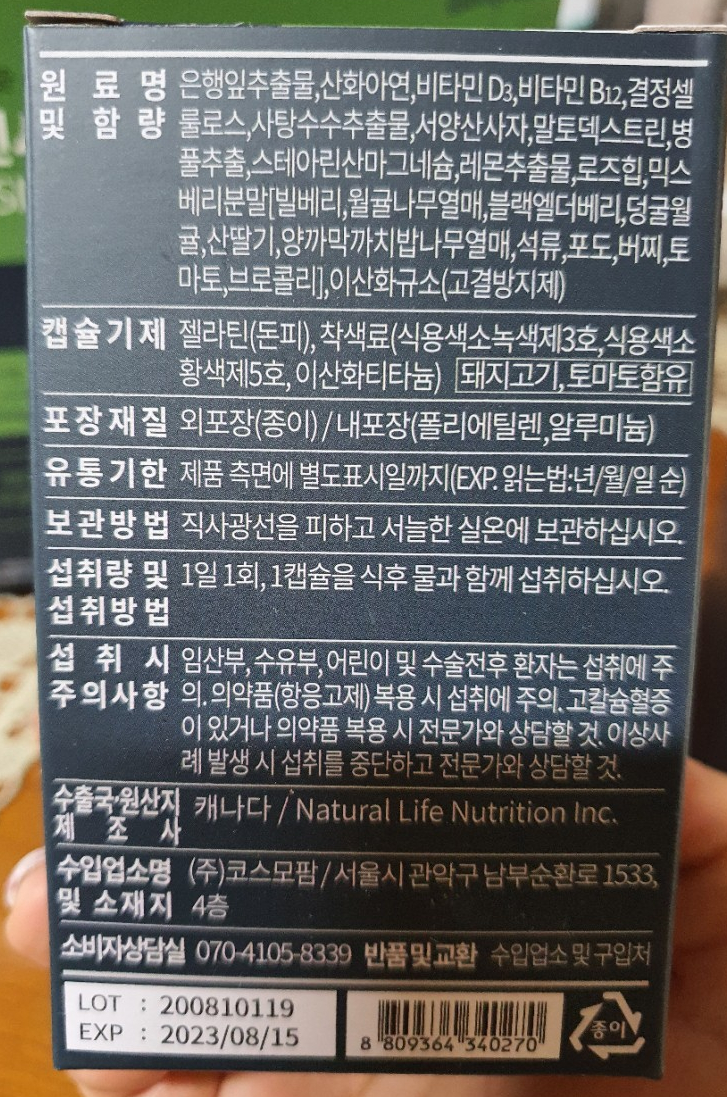 원료명 및 함량 은행잎추출물,산화아연,비타민 D3,비타민 B12,결정셀
룰로스,사탕수수추출물,서양산사자,말토덱스트린,병
풀추출,스테아린산마그네슘,레몬추출물,로즈힙,믹스
베리분말[빌베리,월귤나무열매,블랙엘더베리,덩굴월
귤,산딸기,양까막까치밥나무열매,석류,포도,버찌,토
마토,브로콜리],이산화규소(고결방지제)
캡슐기제 젤라틴(돈피), 착색료(식용색소녹색제3호,식용색소
황색제5호, 이산화티타늄) 돼지고기,토마토함유
포장재질 외포장(종이) / 내포장(폴리에틸렌,알루미늄)
유통기한 제품 측면에 별도표시일까지(EXP. 읽는법:년/월/일 순)
보관방법 직사광선을 피하고 서늘한 실온에 보관하십시오.
섭취량 및 섭취방법 1일 1회, 1캡슐을 식후 물과 함께 섭취하십시오.
섭취시 주의사항 임산부, 수유부, 어린이 및 수술전후 환자는 섭취에 주
의. 의약품(항응고제) 복용 시 섭취에 주의. 고칼슘혈증
이 있거나 의약품 복용 시 전문가와 상담할 것. 이상사
례 발생 시 섭취를 중단하고 전문가와 상담할 것.
수출국·원산지 제조사 캐나다 / Natural Life Nutrition Inc.
수입업소명 및 소재지 (주)코스모팜 / 서울시 관악구 남부순환로 1533,
4층
소비자상담실 070-4105-8339 반품및교환 수입업소 및 구입처
LOT : 200810119
EXP : 2023/08/15
8 809364 340270
종이